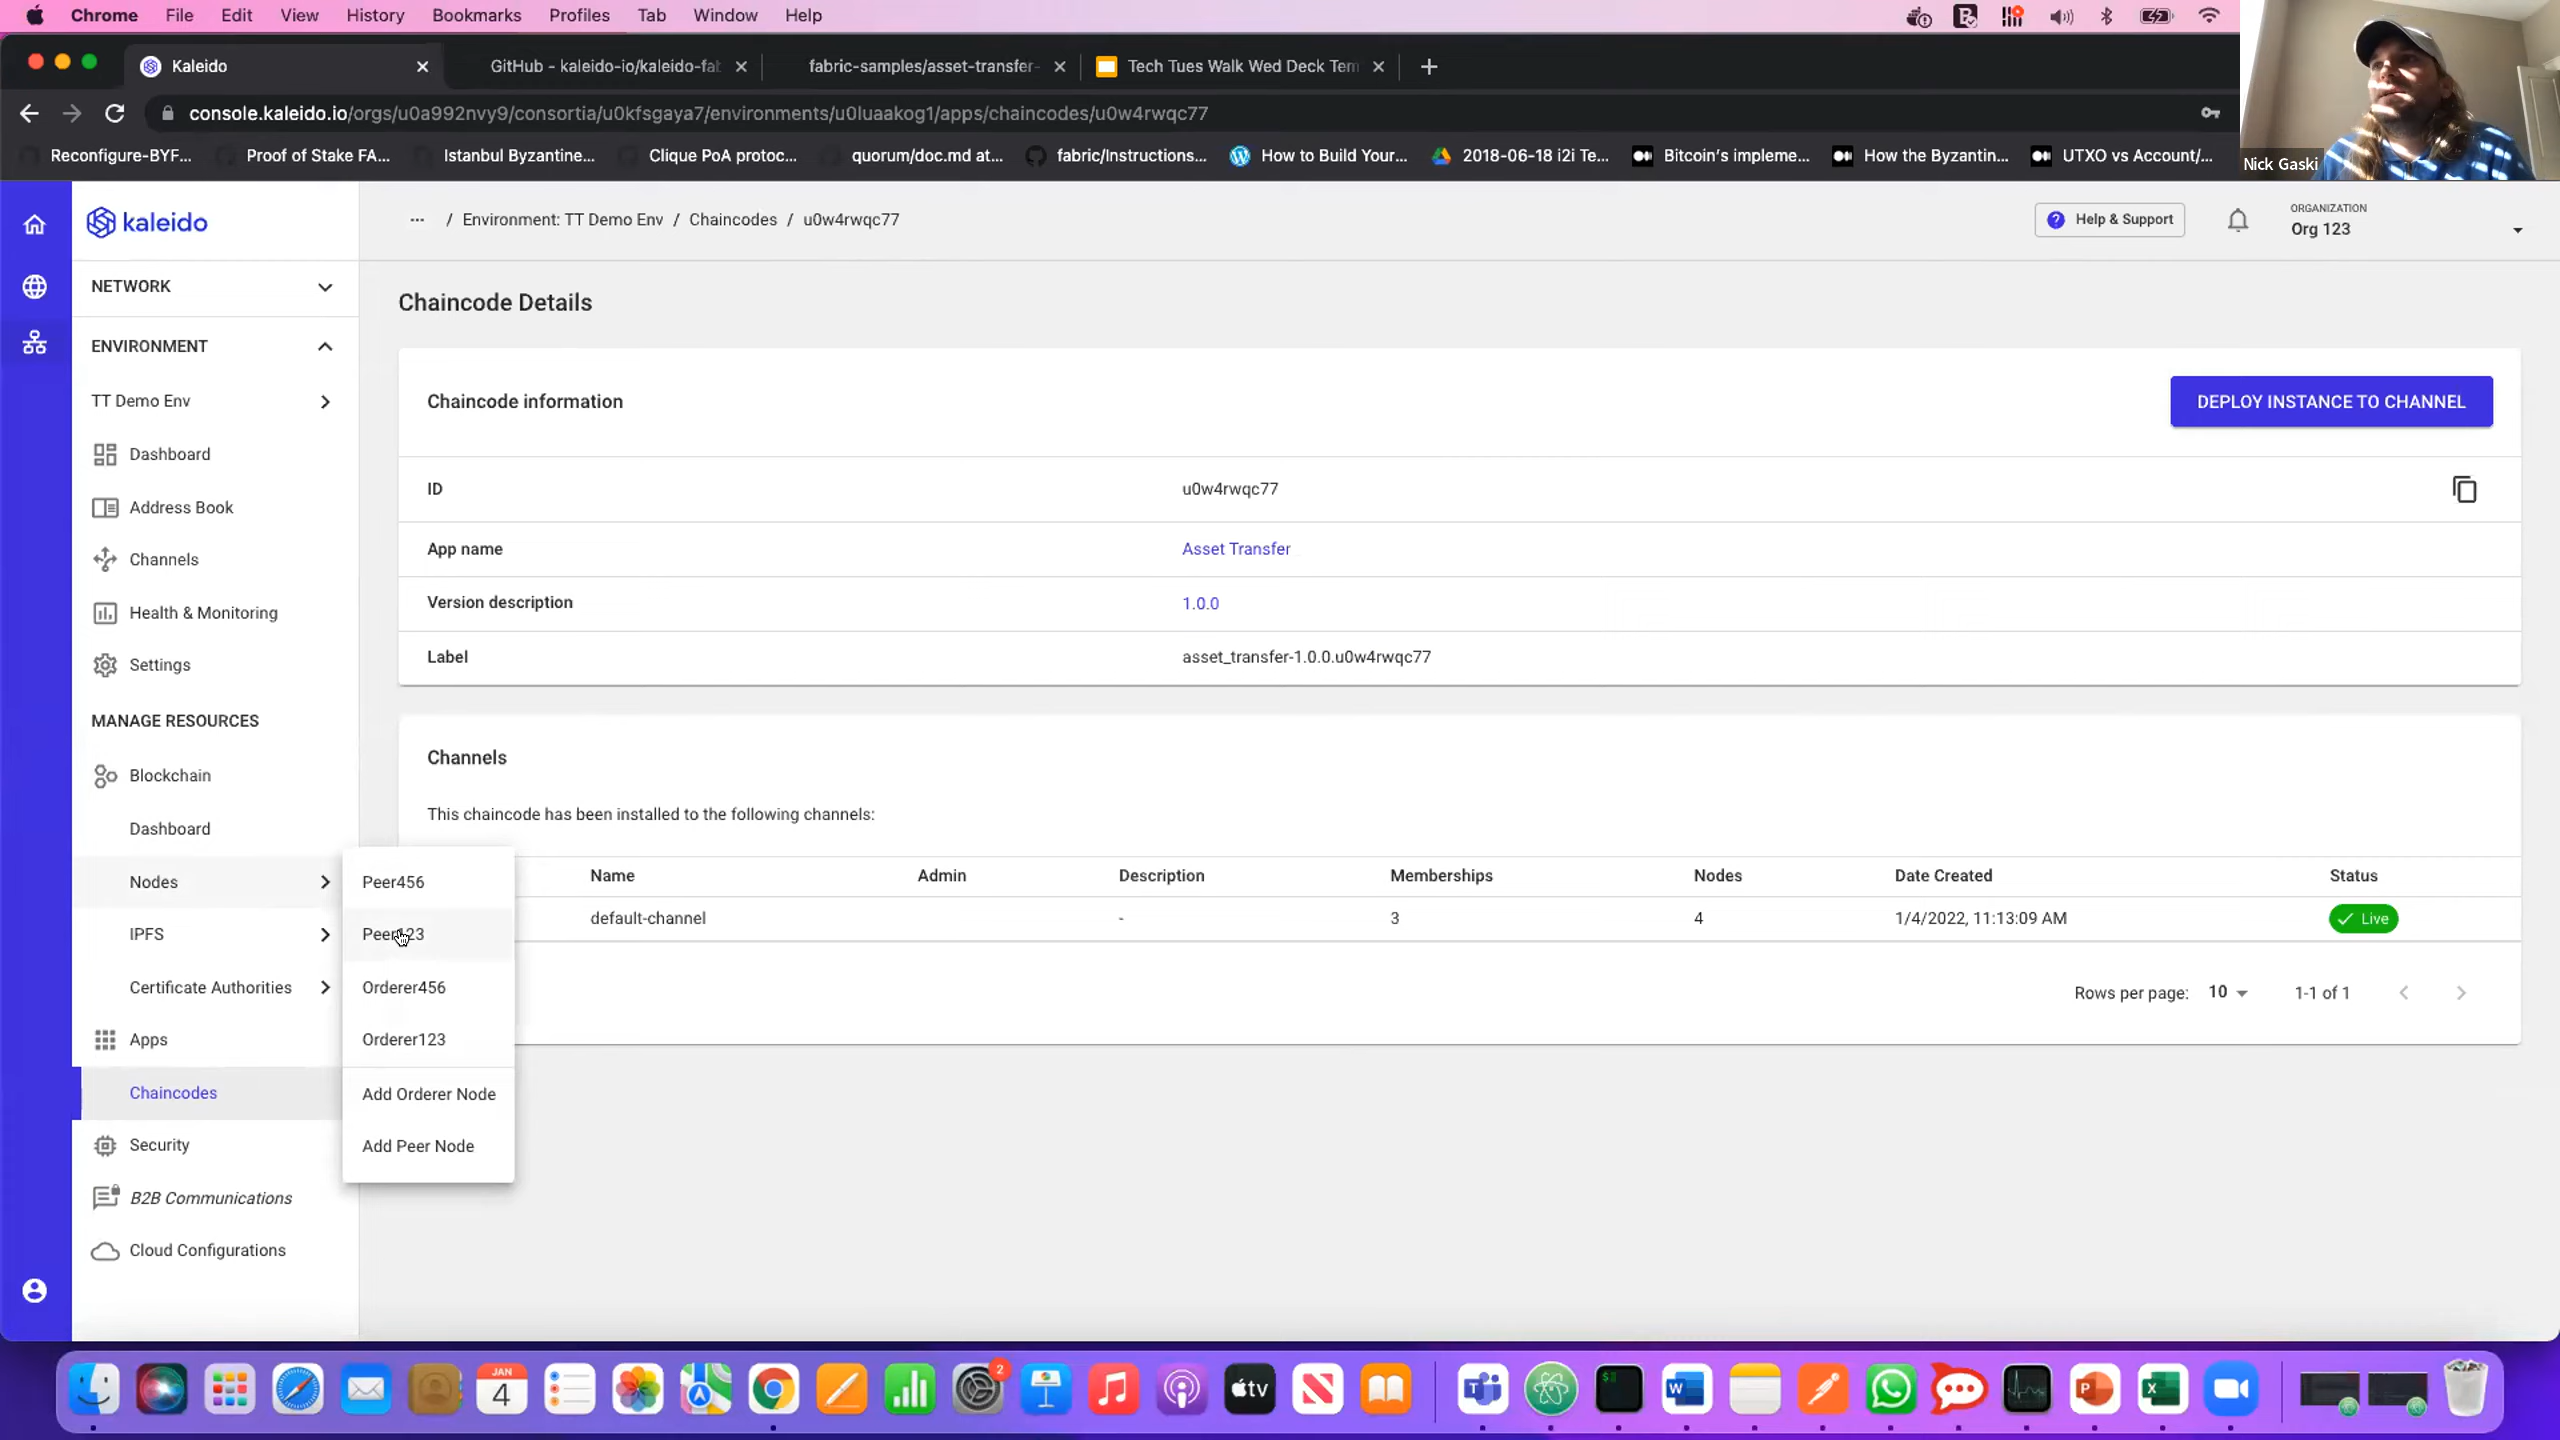 Chrome File Edit View History Bookmarks Profiles Tab Window Help
Kaleido
GitHub - kaleido-io/kaleido-fab
fabric-samples/asset-transfer-
Tech Tues Walk Wed Deck Tem
console.kaleido.io/orgs/u0a992nvy9/consortia/u0kfsgaya7/environments/u0luaakog1/apps/chaincodes/u0w4rwqc77
Reconfigure-BYF... Proof of Stake FA... Istanbul Byzantine... Clique PoA protoc... quorum/doc.md at... fabric/Instructions... How to Build Your... 2018-06-18 i2i Te... Bitcoin's impleme... How the Byzantin... UTXO vs Account/...
Nick Gaski
kaleido
... / Environment: TT Demo Env / Chaincodes / u0w4rwqc77
Help & Support
ORGANIZATION
Org 123
NETWORK
ENVIRONMENT
TT Demo Env
Dashboard
Address Book
Channels
Health & Monitoring
Settings
MANAGE RESOURCES
Blockchain
Dashboard
Nodes
IPFS
Certificate Authorities
Apps
Chaincodes
Security
B2B Communications
Cloud Configurations
Peer456
Peer123
Orderer456
Orderer123
Add Orderer Node
Add Peer Node
Chaincode Details
Chaincode information
DEPLOY INSTANCE TO CHANNEL
ID u0w4rwqc77
App name Asset Transfer
Version description 1.0.0
Label asset_transfer-1.0.0.u0w4rwqc77
Channels
This chaincode has been installed to the following channels:
Name Admin Description Memberships Nodes Date Created Status
default-channel - 3 4 1/4/2022, 11:13:09 AM Live
Rows per page: 10 1-1 of 1
JAN
4
2
tv